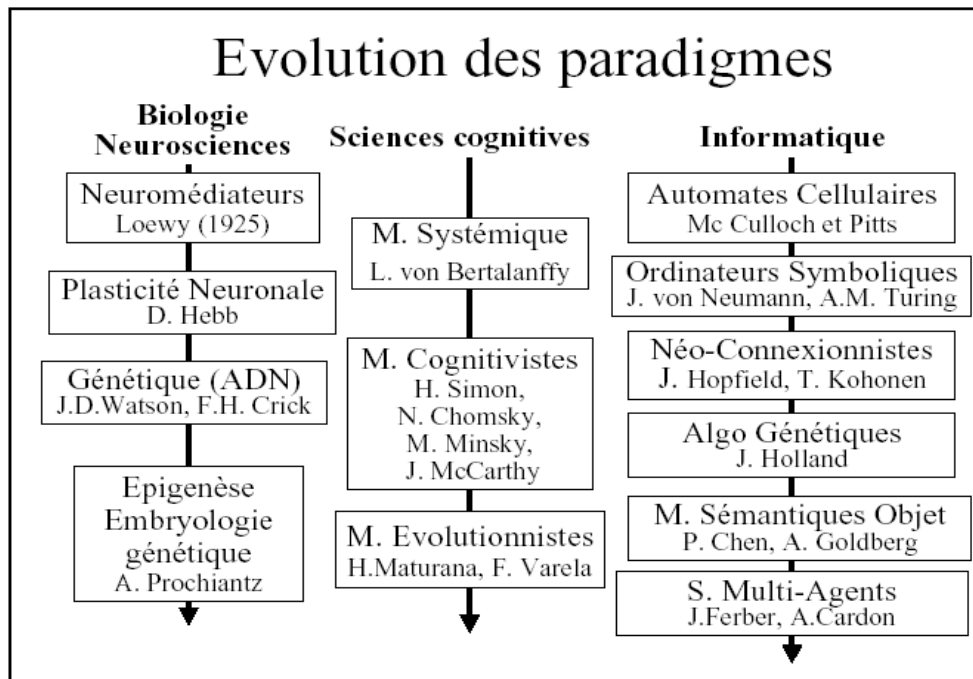 Evolution des paradigmes
Biologie
Neurosciences
Neuromédiateurs
Loewy (1925)
Plasticité Neuronale
D. Hebb
Génétique (ADN)
J.D.Watson, F.H. Crick
Epigenèse
Embryologie
génétique
A. Prochiantz
Sciences cognitives
M. Systémique
L. von Bertalanffy
M. Cognitivistes
H. Simon,
N. Chomsky,
M. Minsky,
J. McCarthy
M. Evolutionnistes
H.Maturana, F. Varela
Informatique
Automates Cellulaires
Mc Culloch et Pitts
Ordinateurs Symboliques
J. von Neumann, A.M. Turing
Néo-Connexionnistes
J. Hopfield, T. Kohonen
Algo Génétiques
J. Holland
M. Sémantiques Objet
P. Chen, A. Goldberg
S. Multi-Agents
J.Ferber, A.Cardon